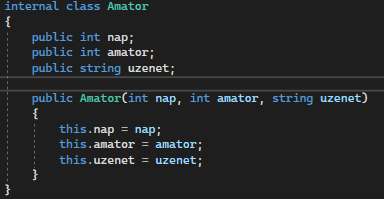 internal class Amator
{
public int nap;
public int amator;
public string uzenet;
public Amator(int nap, int amator, string uzenet)
{
this.nap = nap;
this.amator = amator;
this.uzenet = uzenet;
}
}